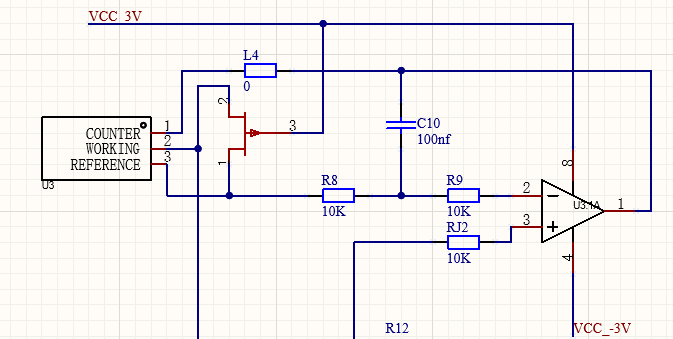 VCC_3V
L4
0
2
3
C10
100nf
COUNTER 1
WORKING 2
REFERENCE 3
U3
1
R8
10K
R9
10K
2
3
8
U3.1A
1
4
RJ2
10K
R12
VCC_-3V